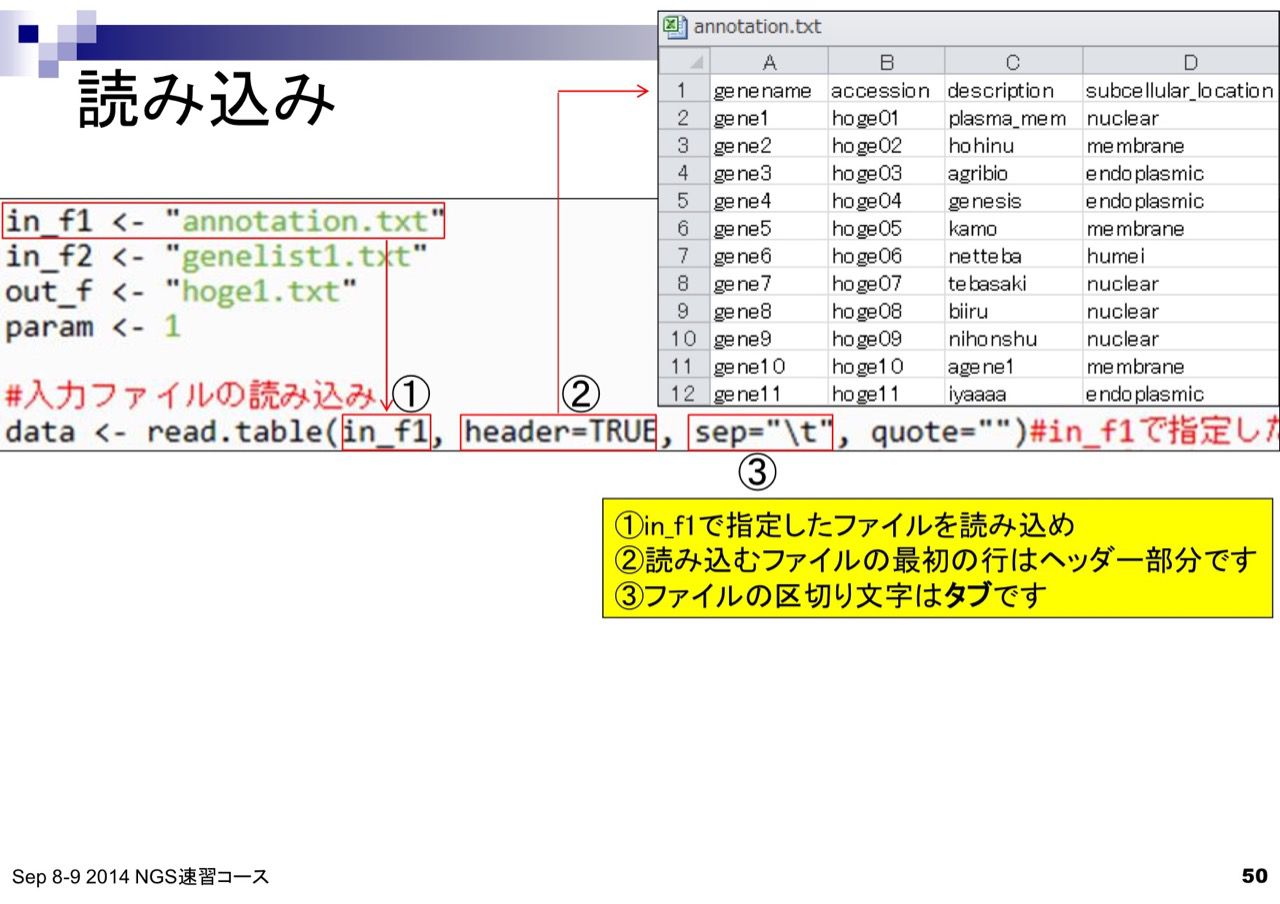 読み込み
annotation.txt
A B C D
1 genename accession description subcellular_location
2 gene1 hoge01 plasma_mem nuclear
3 gene2 hoge02 hohinu membrane
4 gene3 hoge03 agribio endoplasmic
5 gene4 hoge04 genesis endoplasmic
6 gene5 hoge05 kamo membrane
7 gene6 hoge06 netteba humei
8 gene7 hoge07 tebasaki nuclear
9 gene8 hoge08 biiru nuclear
10 gene9 hoge09 nihonshu nuclear
11 gene10 hoge10 agene1 membrane
12 gene11 hoge11 iyaaaa endoplasmic
in_f1 <- "annotation.txt"
in_f2 <- "genelist1.txt"
out_f <- "hoge1.txt"
param <- 1
#入力ファイルの読み込み
① ②
data <- read.table(in_f1, header=TRUE, sep="\t", quote="")#in_f1で指定した
③
①in_f1で指定したファイルを読み込め
②読み込むファイルの最初の行はヘッダー部分です
③ファイルの区切り文字はタブです
Sep 8-9 2014 NGS速習コース
50